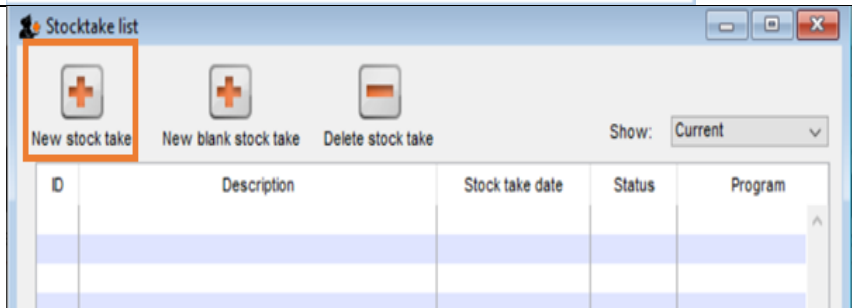 Stocktake list
New stock take New blank stock take Delete stock take Show: Current
ID Description Stock take date Status Program